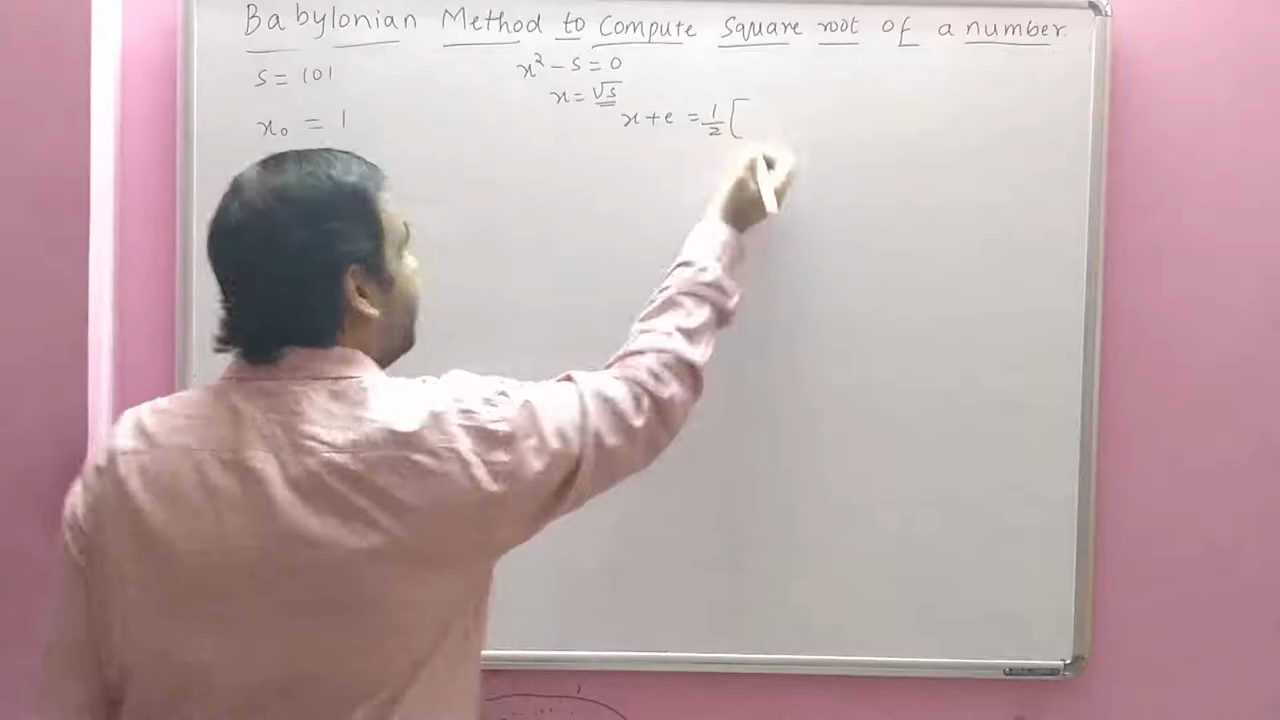 Babylonian Method to Compute Square root of a number.
S = 101
x² - S = 0
x = √S
x₀ = 1
x + e = 1/2 [